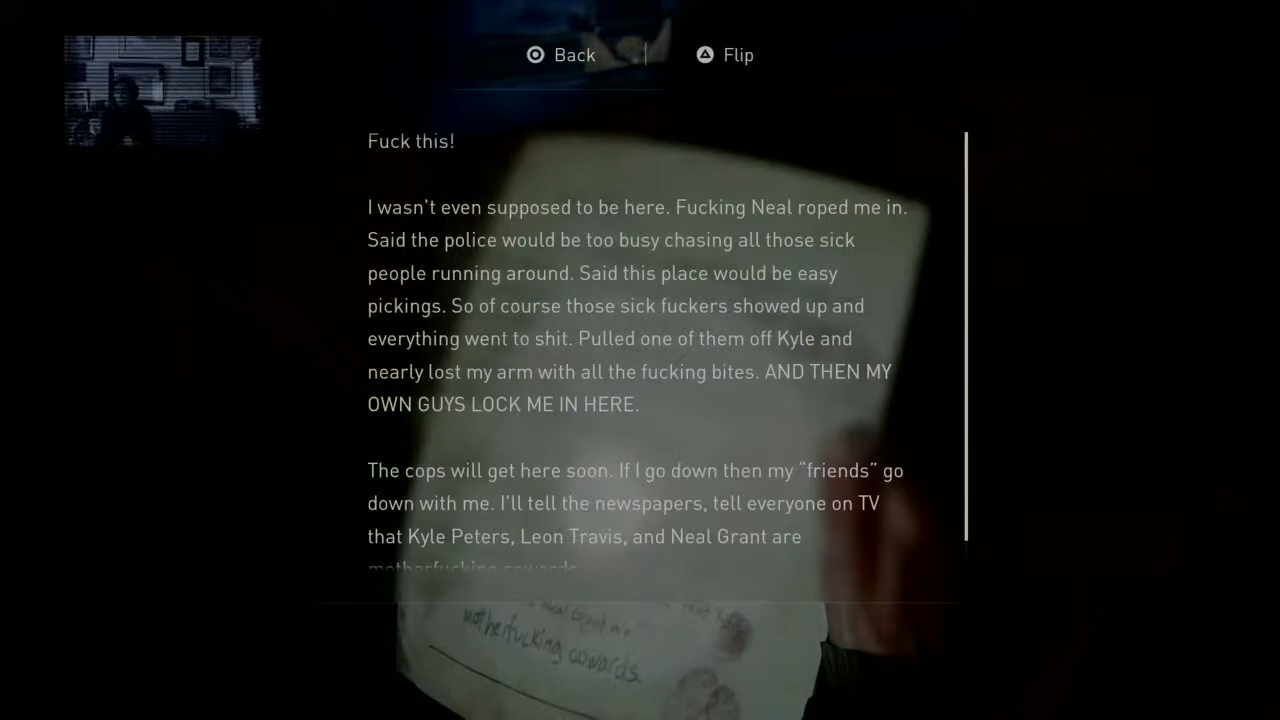 Back | Flip
Fuck this!
I wasn't even supposed to be here. Fucking Neal roped me in.
Said the police would be too busy chasing all those sick
people running around. Said this place would be easy
pickings. So of course those sick fuckers showed up and
everything went to shit. Pulled one of them off Kyle and
nearly lost my arm with all the fucking bites. AND THEN MY
OWN GUYS LOCK ME IN HERE.
The cops will get here soon. If I go down then my “friends” go
down with me. I'll tell the newspapers, tell everyone on TV
that Kyle Peters, Leon Travis, and Neal Grant are
motherfucking cowards.
Neal Grant are
motherfucking cowards.